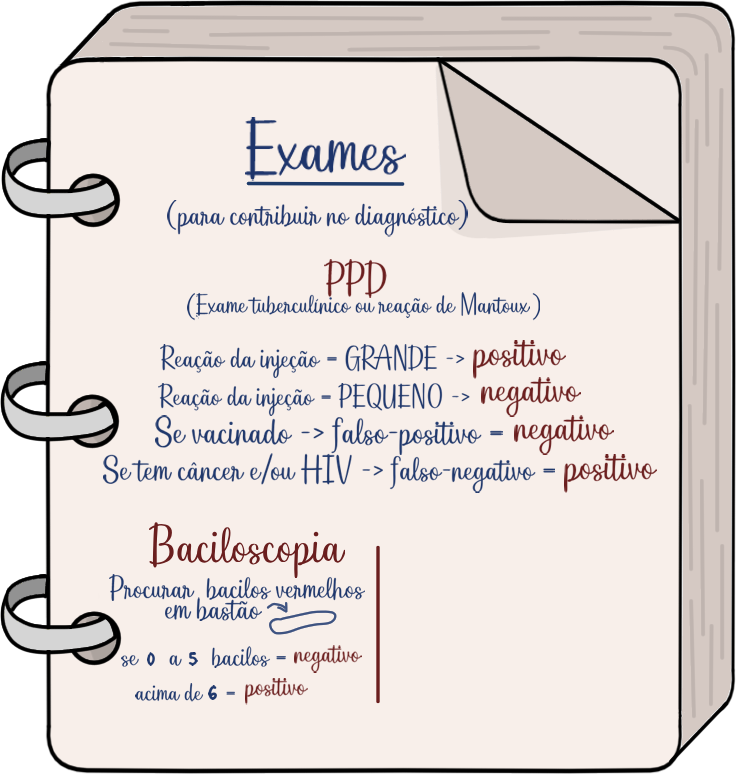 Exames
(para contribuir no diagnóstico)
PPD
(Exame tuberculínico ou reação de Mantoux)
Reação da injeção = GRANDE -> positivo
Reação da injeção = PEQUENO -> negativo
Se vacinado -> falso-positivo = negativo
Se tem câncer e/ou HIV -> falso-negativo = positivo
Baciloscopia
Procurar bacilos vermelhos
em bastão
se 0 a 5 bacilos = negativo
acima de 6 = positivo